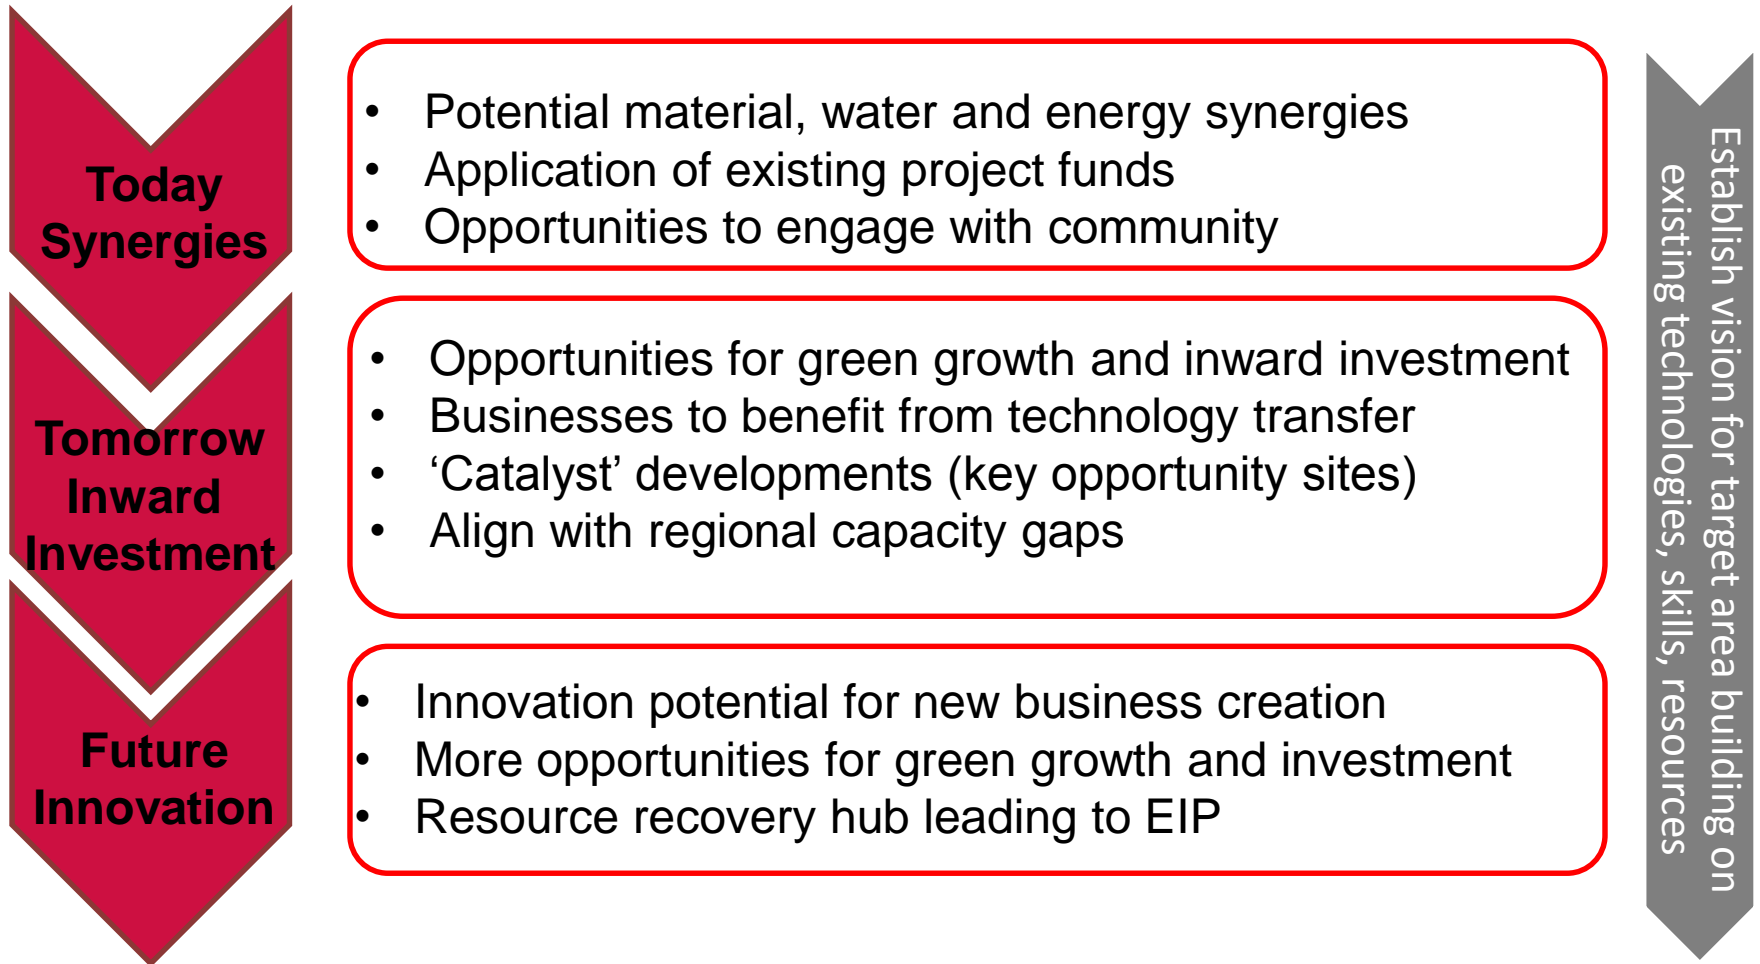 Today
Synergies
• Potential material, water and energy synergies
• Application of existing project funds
• Opportunities to engage with community
Tomorrow
Inward
Investment
• Opportunities for green growth and inward investment
• Businesses to benefit from technology transfer
• ‘Catalyst’ developments (key opportunity sites)
• Align with regional capacity gaps
Future
Innovation
• Innovation potential for new business creation
• More opportunities for green growth and investment
• Resource recovery hub leading to EIP
Establish vision for target area building on
existing technologies, skills, resources